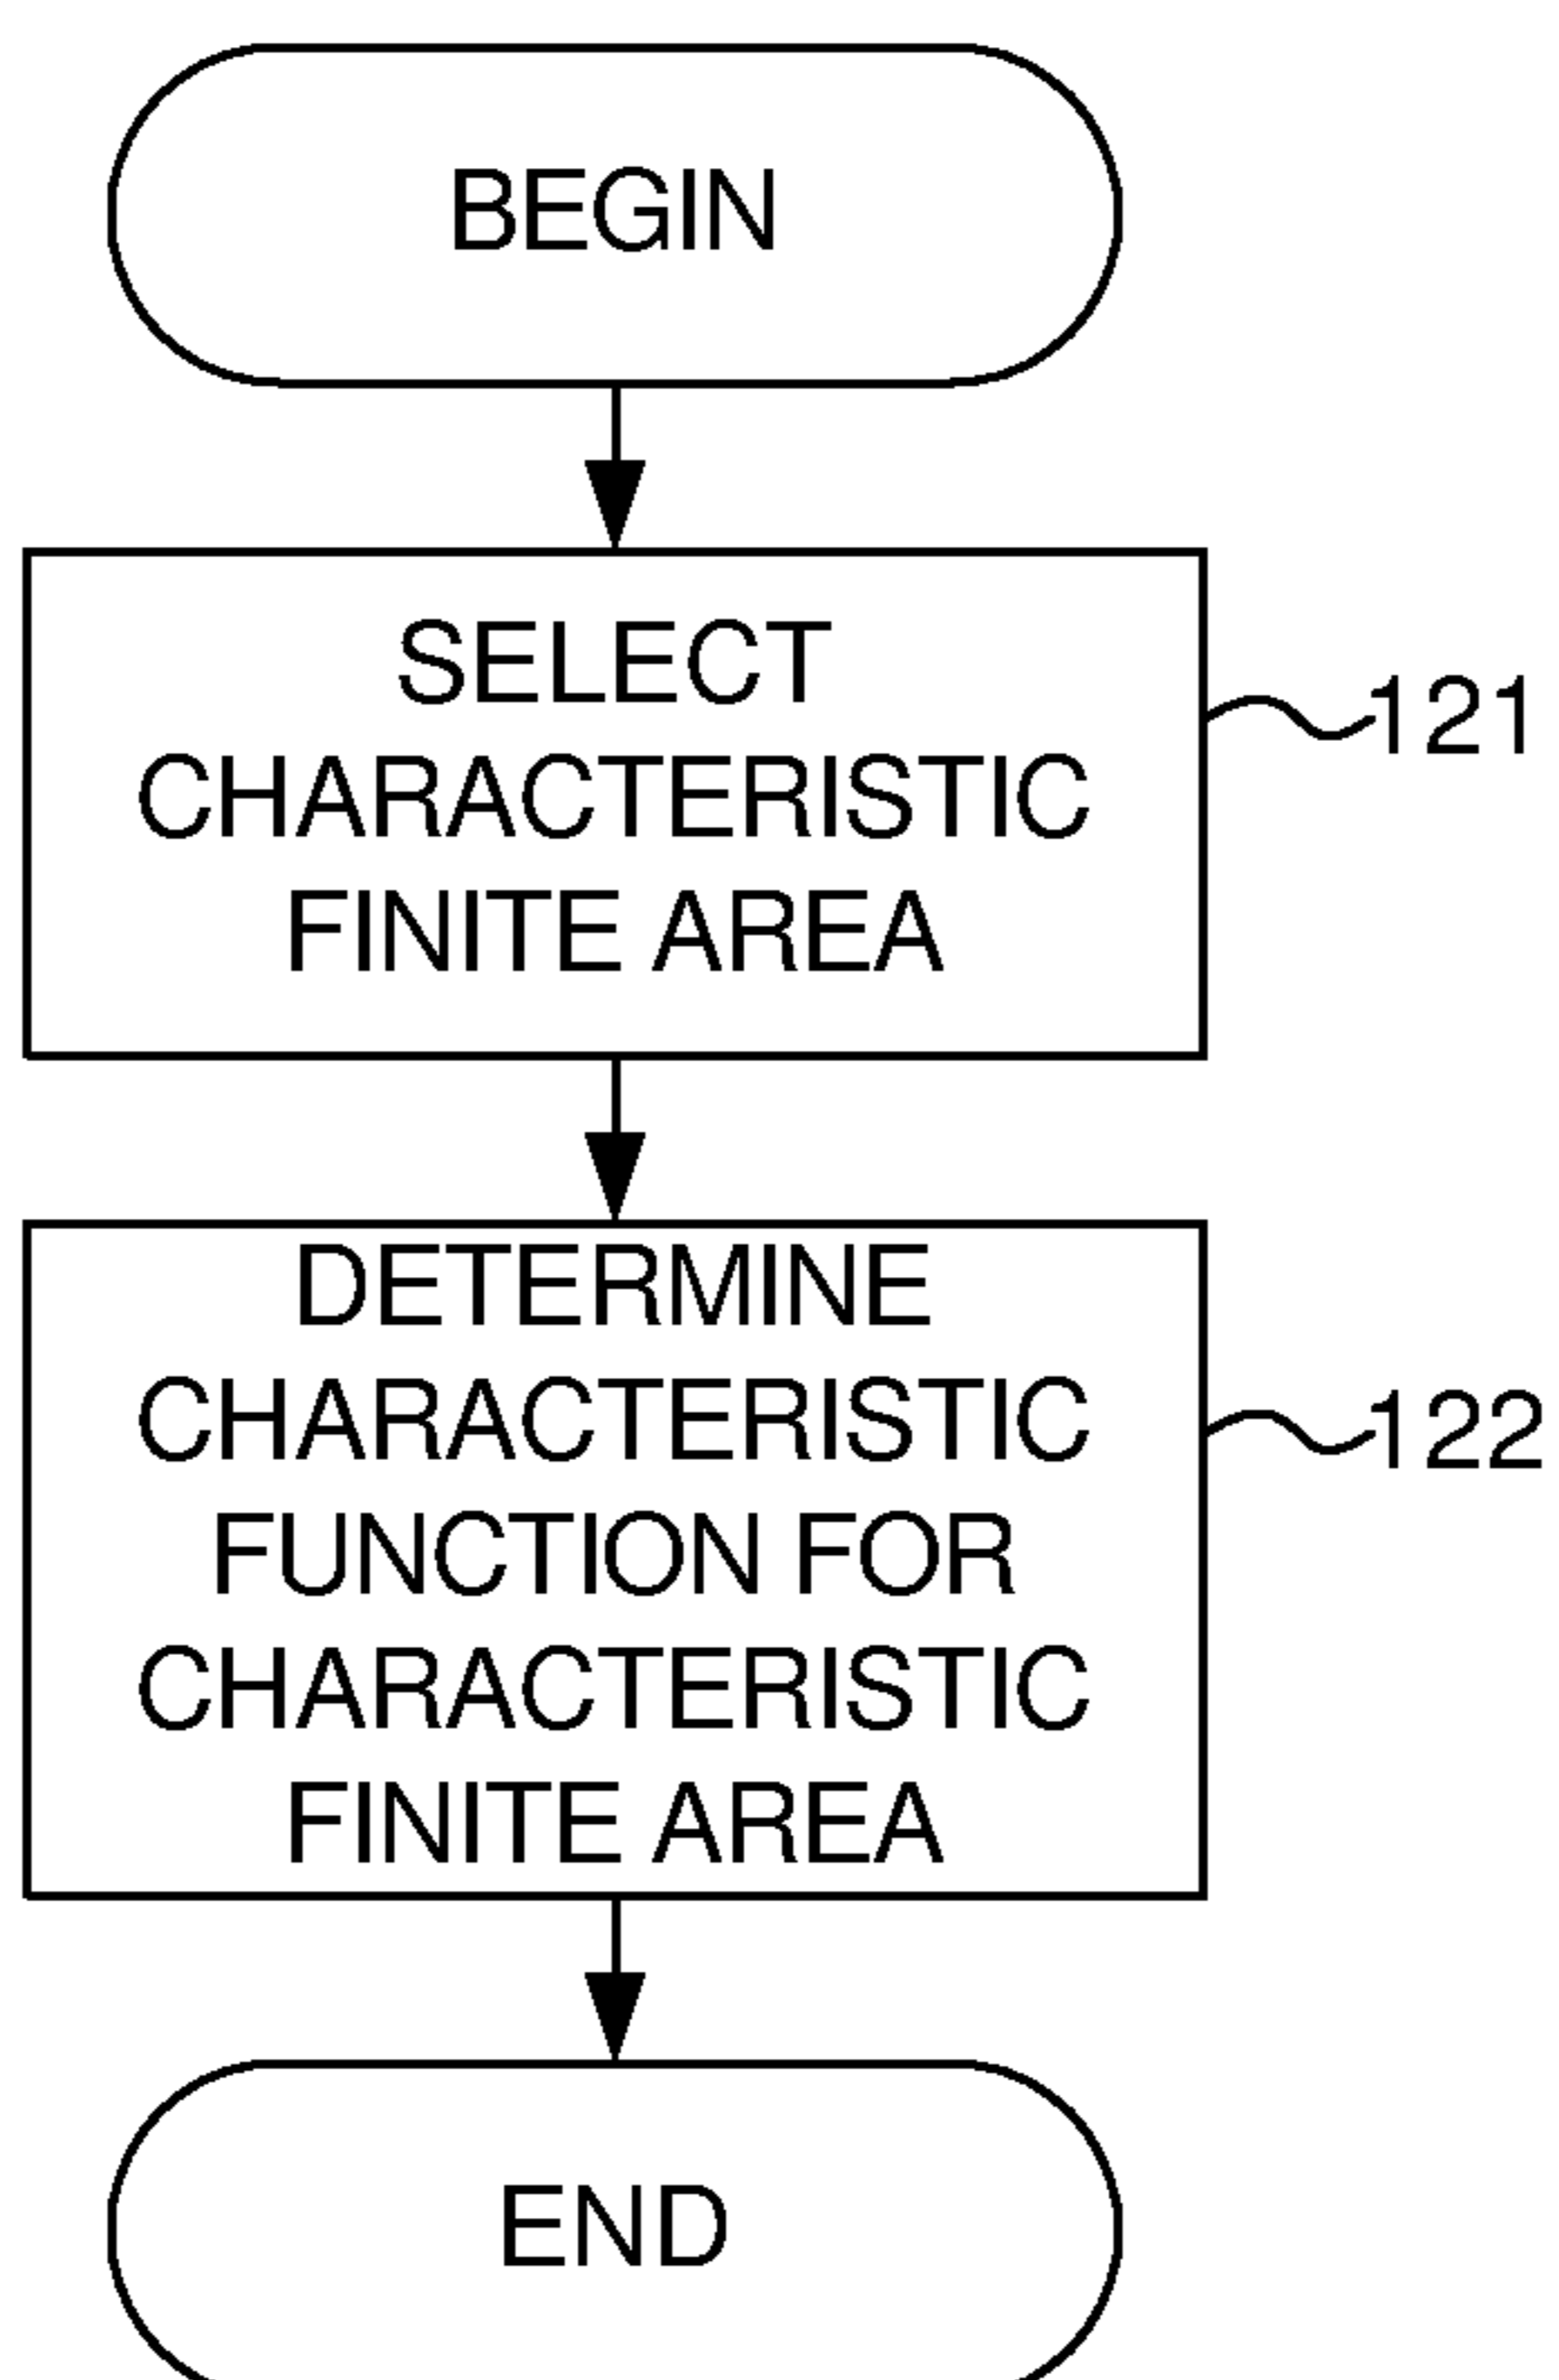 BEGIN
SELECT
CHARACTERISTIC
FINITE AREA
121
DETERMINE
CHARACTERISTIC
FUNCTION FOR
CHARACTERISTIC
FINITE AREA
122
END